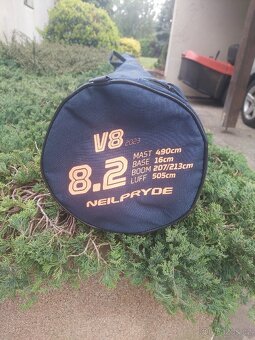 V8 2023
8.2
MAST 490cm
BASE 16cm
BOOM 207/213cm
LUFF 505cm
NEILPRYDE